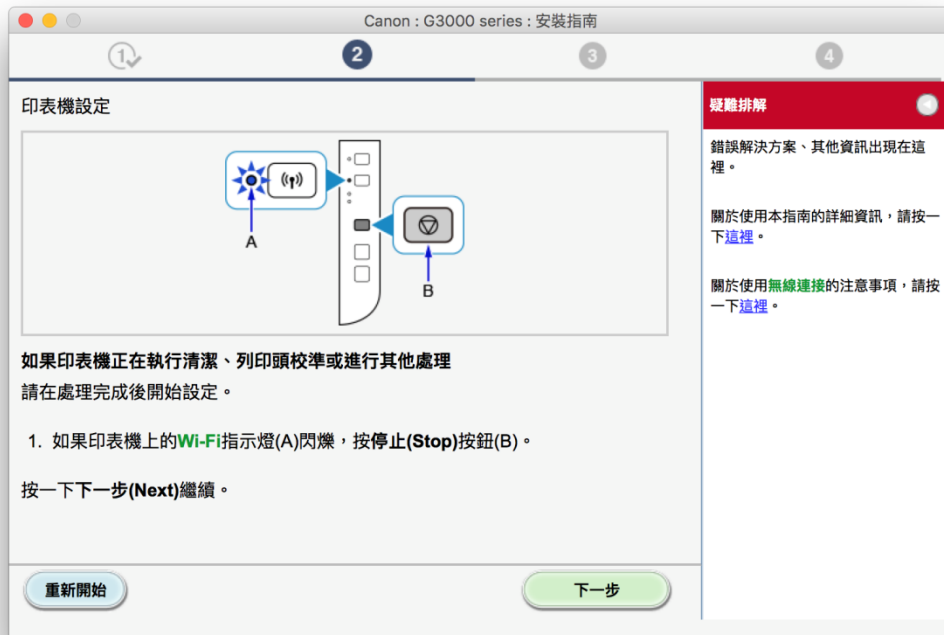 Canon : G3000 series : 安裝指南
1 2 3 4
印表機設定
A
B
如果印表機正在執行清潔、列印頭校準或進行其他處理
請在處理完成後開始設定。
1. 如果印表機上的Wi-Fi指示燈(A)閃爍，按停止(Stop)按鈕(B)。
按一下下一步(Next)繼續。
重新開始
下一步
疑難排解
錯誤解決方案、其他資訊出現在這
裡。
關於使用本指南的詳細資訊，請按一
下這裡。
關於使用無線連接的注意事項，請按
一下這裡。